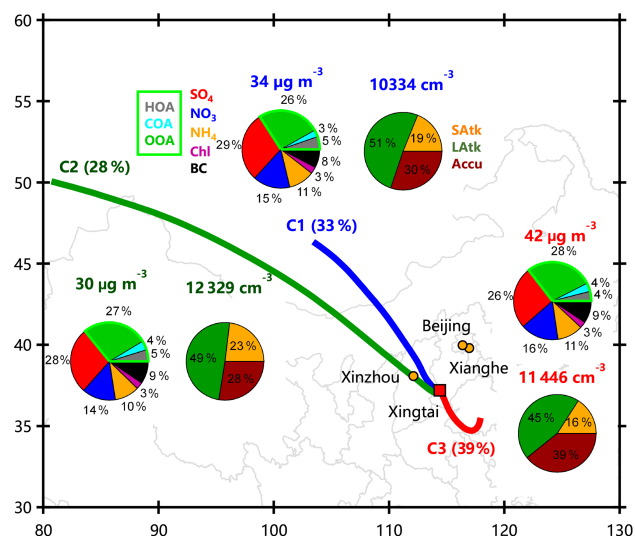 60
55
50
45
40
35
30
80
90
100
110
120
130
34 µg m⁻³
10334 cm⁻³
HOA
COA
OOA
SO₄
NO₃
NH₄
Chl
BC
26 %
3 %
5 %
8 %
3 %
11 %
15 %
29 %
51 %
19 %
30 %
SAtk
LAtk
Accu
C2 (28 %)
C1 (33 %)
42 µg m⁻³
28 %
4 %
4 %
9 %
3 %
11 %
16 %
26 %
30 µg m⁻³
12 329 cm⁻³
27 %
4 %
5 %
9 %
3 %
10 %
14 %
28 %
49 %
23 %
28 %
Beijing
Xianghe
Xinzhou
Xingtai
11 446 cm⁻³
45 %
16 %
39 %
C3 (39 %)